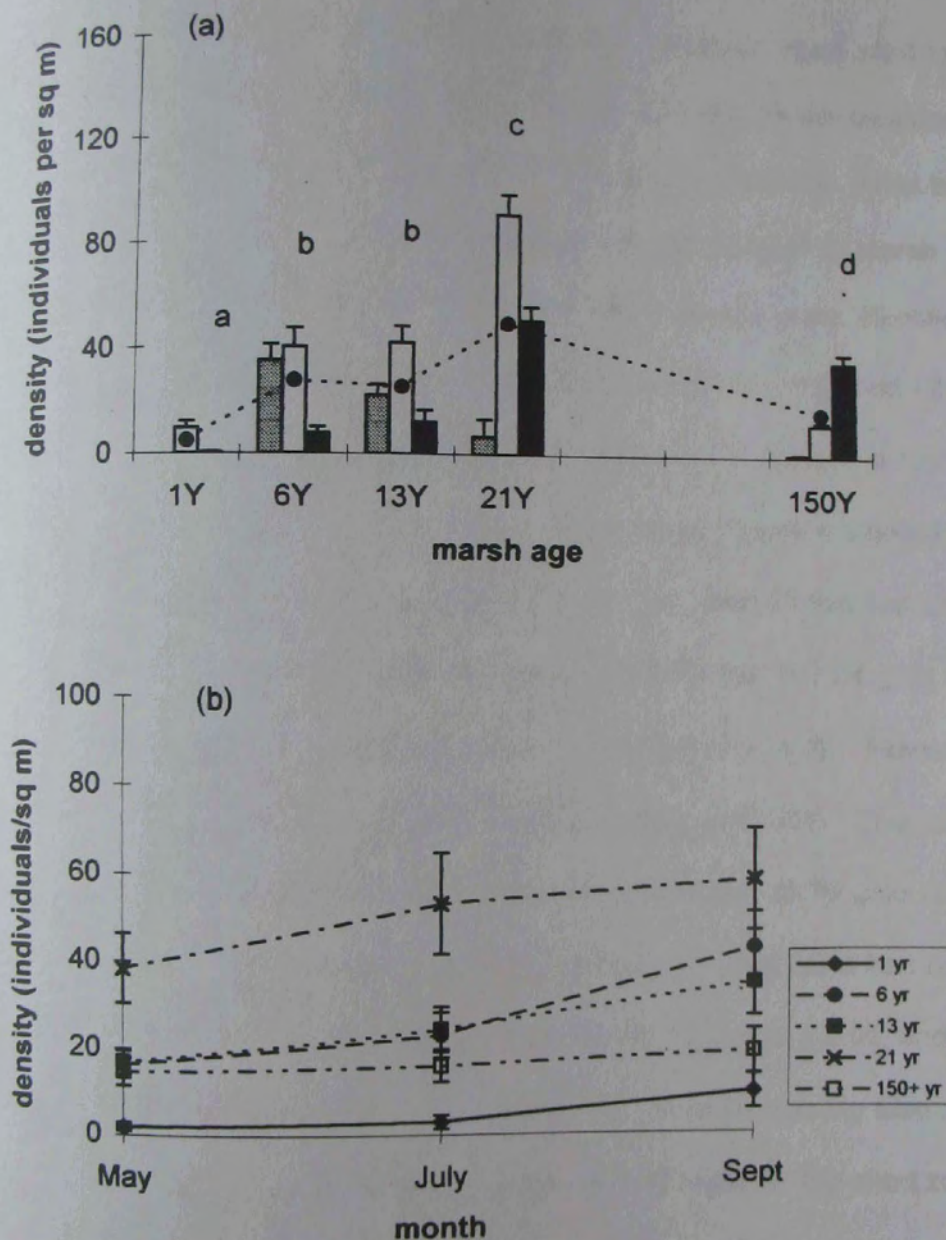 (a)
density (individuals per sq m)
160
120
80
40
0
a
b
b
c
d
1Y 6Y 13Y 21Y 150Y
marsh age
(b)
density (individuals/sq m)
100
80
60
40
20
0
May July Sept
month
1 yr
6 yr
13 yr
21 yr
150+ yr